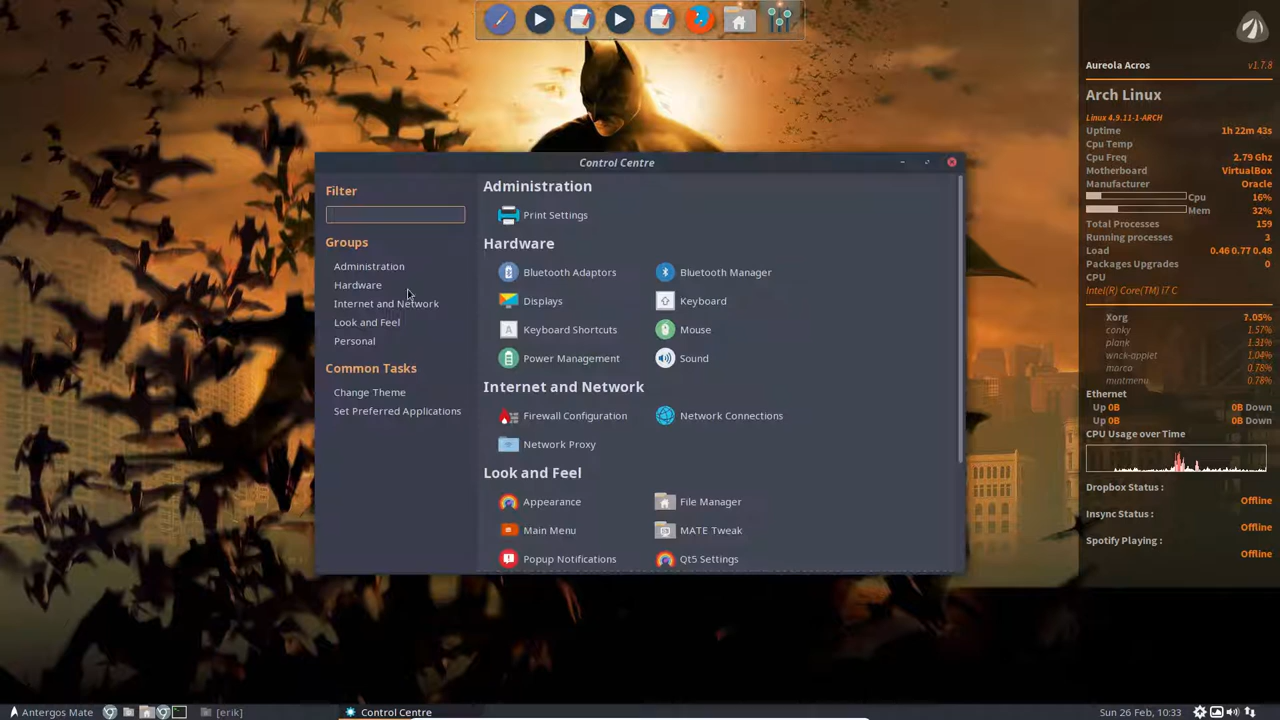 Control Centre
Filter
Groups
Administration
Hardware
Internet and Network
Look and Feel
Personal
Common Tasks
Change Theme
Set Preferred Applications
Administration
Print Settings
Hardware
Bluetooth Adaptors
Bluetooth Manager
Displays
Keyboard
Keyboard Shortcuts
Mouse
Power Management
Sound
Internet and Network
Firewall Configuration
Network Connections
Network Proxy
Look and Feel
Appearance
File Manager
Main Menu
MATE Tweak
Popup Notifications
Qt5 Settings
Aureola Acros v1.7.8
Arch Linux
Linux 4.9.11-1-ARCH
Uptime 1h 22m 43s
Cpu Temp
Cpu Freq 2.79 Ghz
Motherboard VirtualBox
Manufacturer Oracle
Cpu 16%
Mem 32%
Total Processes 159
Running processes 3
Load 0.46 0.77 0.48
Packages Upgrades 0
CPU
Intel(R) Core(TM) i7 C
Xorg 7.05%
conky 1.57%
plank 1.31%
wnck-applet 1.04%
marco 0.78%
mintmenu 0.78%
Ethernet
Up 0B 0B Down
Up 0B 0B Down
CPU Usage over Time
Dropbox Status :
Offline
Insync Status :
Offline
Spotify Playing :
Offline
Antergos Mate
[erik]
Control Centre
Sun 26 Feb, 10:33